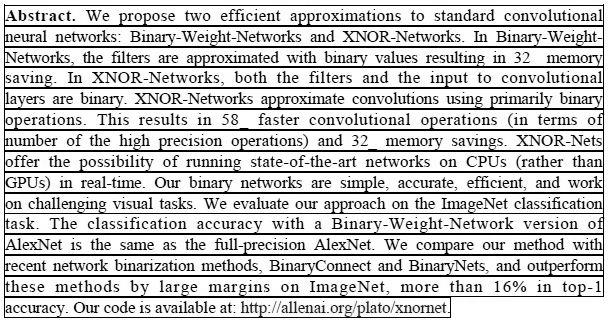 Abstract. We propose two efficient approximations to standard convolutional
neural networks: Binary-Weight-Networks and XNOR-Networks. In Binary-Weight-
Networks, the filters are approximated with binary values resulting in 32_ memory
saving. In XNOR-Networks, both the filters and the input to convolutional
layers are binary. XNOR-Networks approximate convolutions using primarily binary
operations. This results in 58_ faster convolutional operations (in terms of
number of the high precision operations) and 32_ memory savings. XNOR-Nets
offer the possibility of running state-of-the-art networks on CPUs (rather than
GPUs) in real-time. Our binary networks are simple, accurate, efficient, and work
on challenging visual tasks. We evaluate our approach on the ImageNet classification
task. The classification accuracy with a Binary-Weight-Network version of
AlexNet is the same as the full-precision AlexNet. We compare our method with
recent network binarization methods, BinaryConnect and BinaryNets, and outperform
these methods by large margins on ImageNet, more than 16% in top-1
accuracy. Our code is available at: http://allenai.org/plato/xnornet.